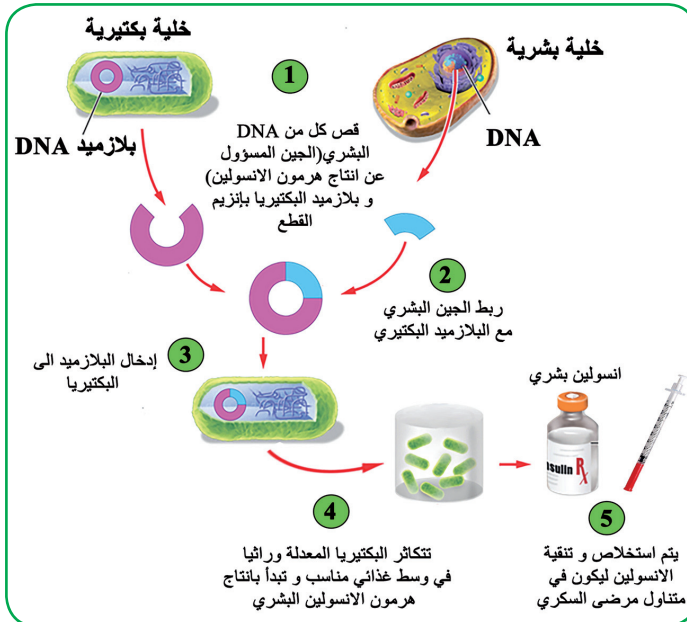 خلية بكتيرية
خلية بشرية
بلازميد DNA
DNA
1
قص كل من DNA
البشري(الجين المسؤول
عن انتاج هرمون الانسولين)
و بلازميد البكتيريا بإنزيم
القطع
2
ربط الجين البشري
مع البلازميد البكتيري
3
إدخال البلازميد الى
البكتيريا
انسولين بشري
sulin
Rx
4
تتكاثر البكتيريا المعدلة وراثيا
في وسط غذائي مناسب و تبدأ بانتاج
هرمون الانسولين البشري
5
يتم استخلاص و تنقية
الانسولين ليكون في
متناول مرضى السكري